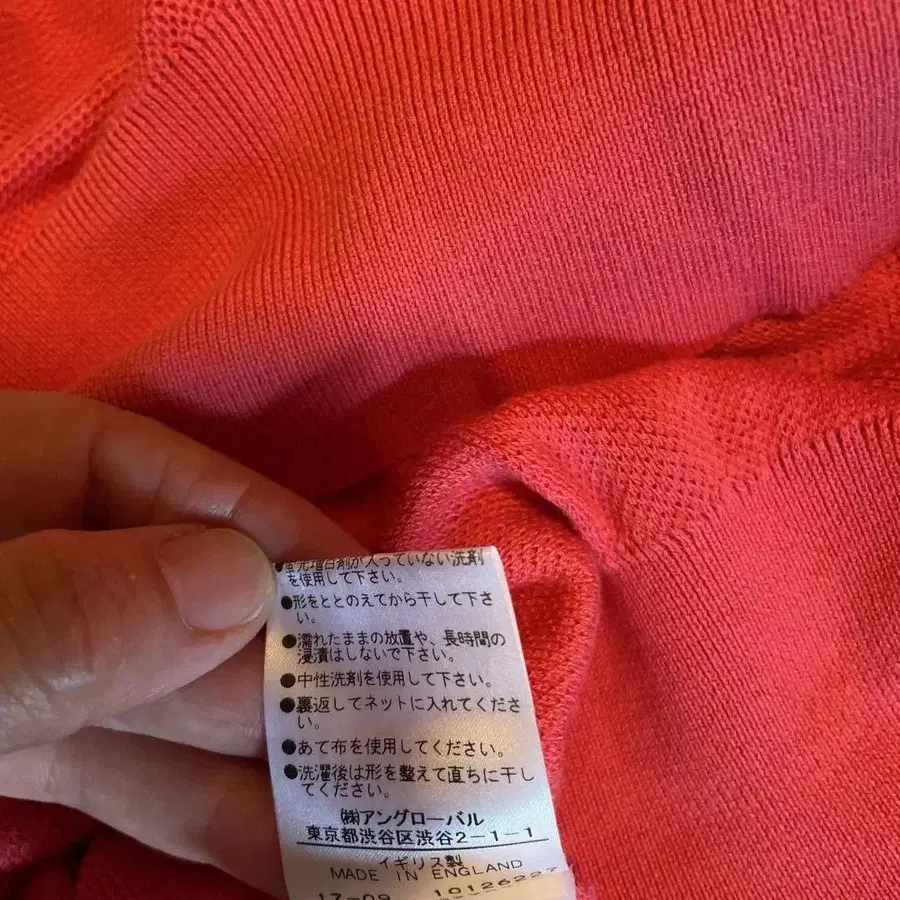 ●蛍光増白剤が入っていない洗剤
を使用して下さい。
●形をととのえてから干して下さ
い。
●濡れたままの放置や、長時間の
浸漬はしないで下さい。
●中性洗剤を使用して下さい。
●裏返してネットに入れてくださ
い。
●あて布を使用してください。
●洗濯後は形を整えて直ちに干し
てください。
㈱アングローバル
東京都渋谷区渋谷2-1-1
イギリス製
MADE IN ENGLAND
17-09 10126227